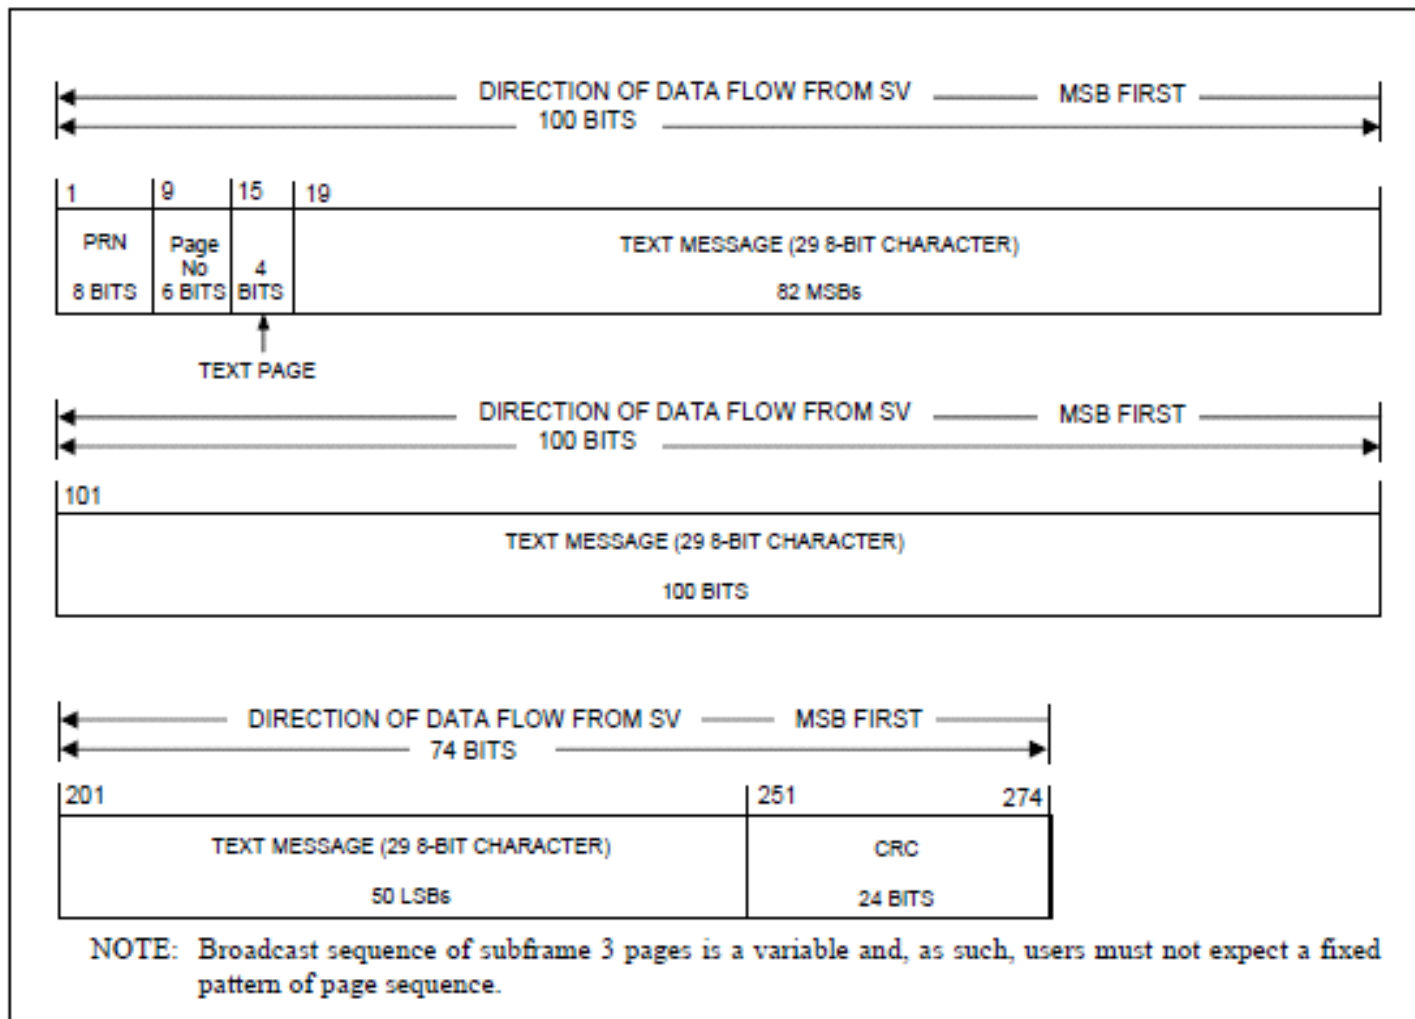 DIRECTION OF DATA FLOW FROM SV MSB FIRST
100 BITS
1 9 15 19
PRN
8 BITS
Page
No
6 BITS
4
BITS
TEXT MESSAGE (29 8-BIT CHARACTER)
82 MSBs
TEXT PAGE
DIRECTION OF DATA FLOW FROM SV MSB FIRST
100 BITS
101
TEXT MESSAGE (29 8-BIT CHARACTER)
100 BITS
DIRECTION OF DATA FLOW FROM SV MSB FIRST
74 BITS
201 251 274
TEXT MESSAGE (29 8-BIT CHARACTER)
50 LSBs
CRC
24 BITS
NOTE: Broadcast sequence of subframe 3 pages is a variable and, as such, users must not expect a fixed
pattern of page sequence.